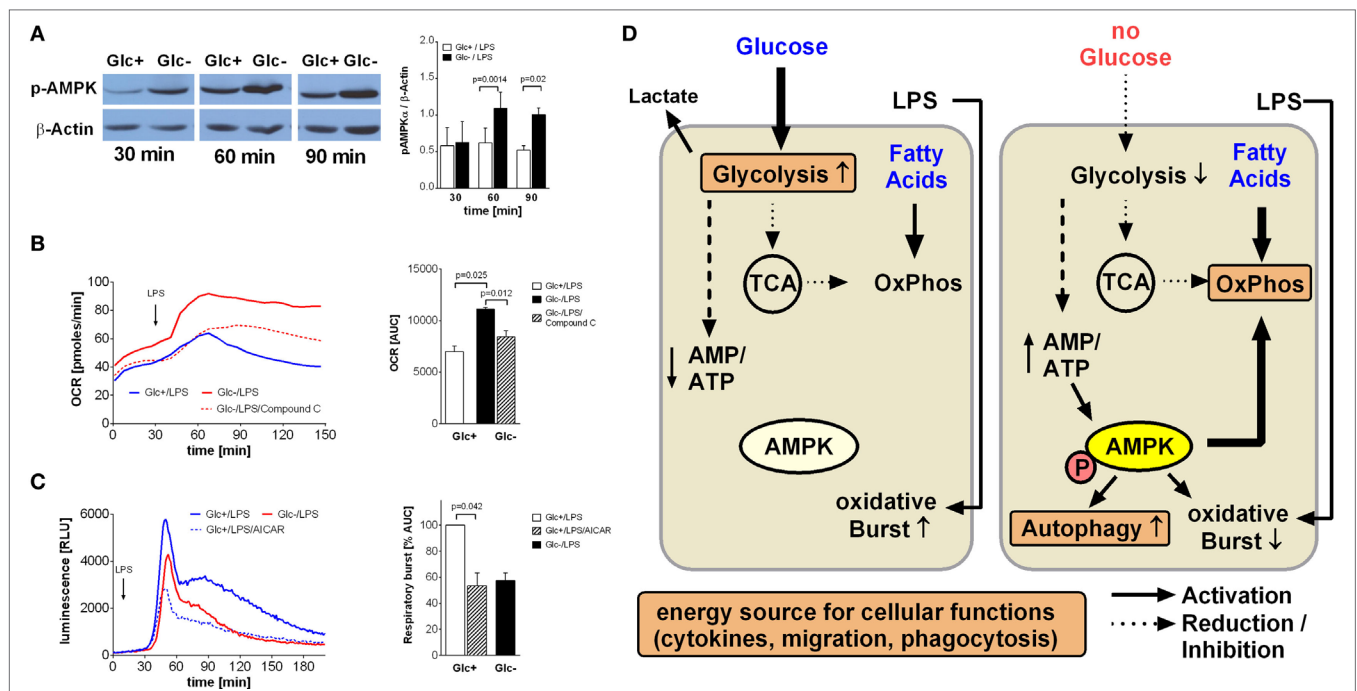 A
Glc+ Glc- Glc+ Glc- Glc+ Glc-
p-AMPK
β-Actin
30 min 60 min 90 min
pAMPKα / β-Actin
2.0
1.5
1.0
0.5
0.0
Glc+ / LPS
Glc- / LPS
p=0.0014
p=0.02
30 60 90
time [min]
B
OCR [pmoles/min]
100
80
60
40
20
0
LPS
Glc+/LPS
Glc-/LPS
Glc-/LPS/Compound C
0 30 60 90 120 150
time [min]
OCR [AUC]
15000
10000
5000
0
p=0.025
p=0.012
Glc+/LPS
Glc-/LPS
Glc-/LPS/
Compound C
Glc+ Glc-
C
luminescence [RLU]
6000
4000
2000
0
LPS
Glc+/LPS
Glc-/LPS
Glc+/LPS/AICAR
0 30 60 90 120 150 180
time [min]
Respiratory burst [% AUC]
100
80
60
40
20
0
p=0.042
Glc+/LPS
Glc+/LPS/AICAR
Glc-/LPS
Glc+ Glc-
D
Glucose
Lactate
LPS
Glycolysis ↑
Fatty
Acids
TCA
OxPhos
↓ AMP/
ATP
AMPK
oxidative
Burst ↑
no
Glucose
LPS
Glycolysis ↓
Fatty
Acids
TCA
OxPhos
↑ AMP/
ATP
AMPK
P
Autophagy ↑
oxidative
Burst ↓
energy source for cellular functions
(cytokines, migration, phagocytosis)
Activation
Reduction /
Inhibition